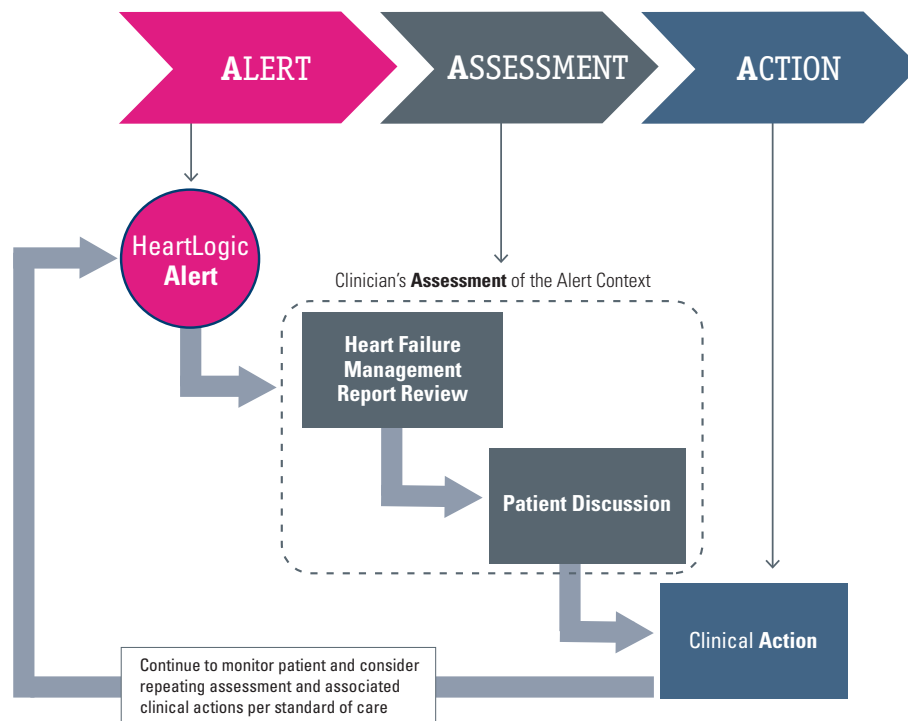 ALERT
ASSESSMENT
ACTION
HeartLogic
Alert
Clinician's Assessment of the Alert Context
Heart Failure
Management
Report Review
Patient Discussion
Clinical Action
Continue to monitor patient and consider
repeating assessment and associated
clinical actions per standard of care